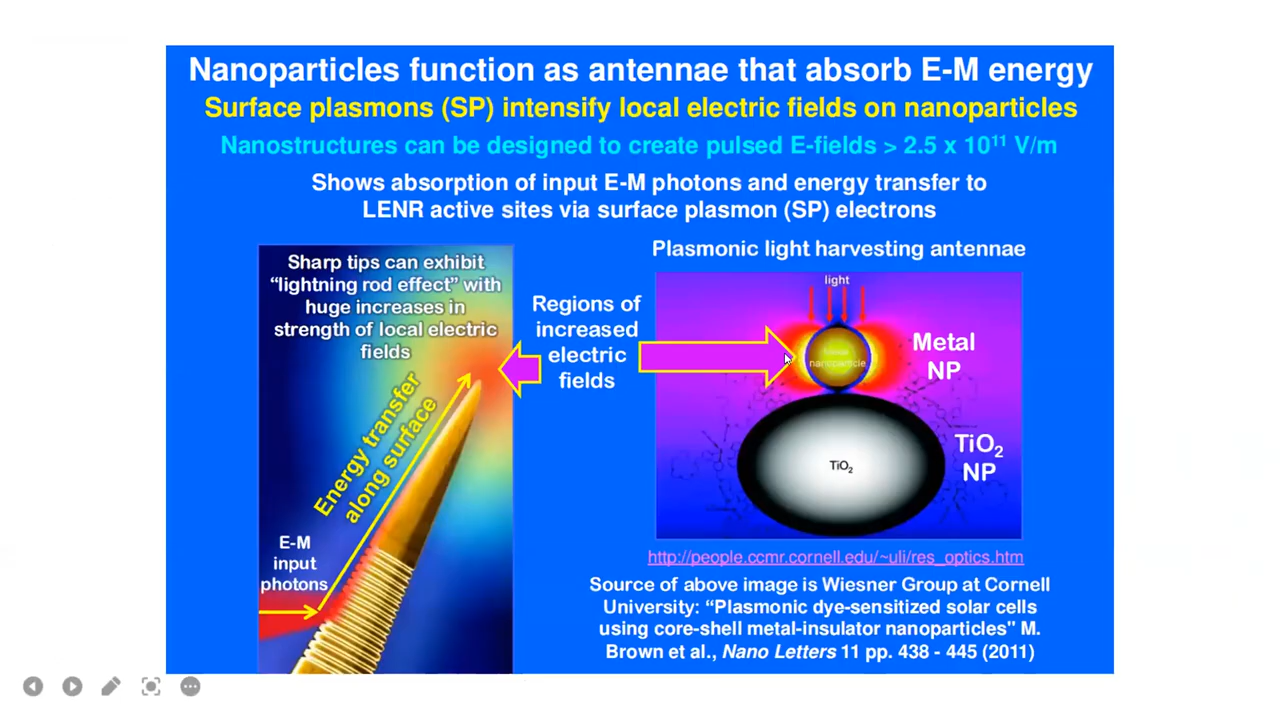 Nanoparticles function as antennae that absorb E-M energy
Surface plasmons (SP) intensify local electric fields on nanoparticles
Nanostructures can be designed to create pulsed E-fields > 2.5 x 10¹¹ V/m
Shows absorption of input E-M photons and energy transfer to
LENR active sites via surface plasmon (SP) electrons
Sharp tips can exhibit
“lightning rod effect” with
huge increases in
strength of local electric
fields
Energy transfer
along surface
E-M
input
photons
Regions of
increased
electric
fields
Plasmonic light harvesting antennae
light
nanoparticle
Metal
NP
TiO₂
TiO₂
NP
http://people.ccmr.cornell.edu/~uli/res_optics.htm
Source of above image is Wiesner Group at Cornell
University: “Plasmonic dye-sensitized solar cells
using core-shell metal-insulator nanoparticles" M.
Brown et al., Nano Letters 11 pp. 438 - 445 (2011)